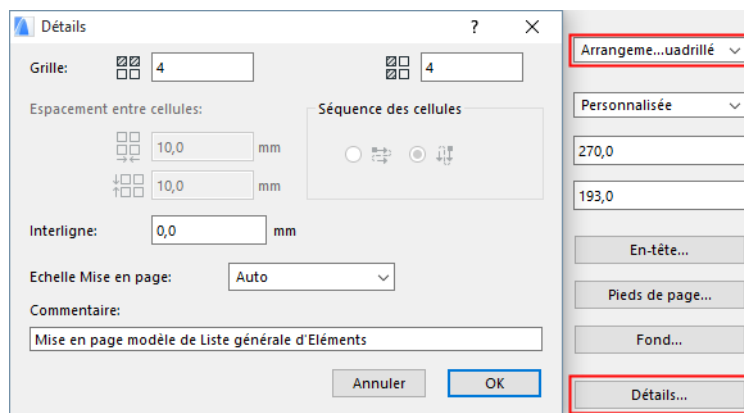 Détails
?
Grille:
4
4
Espacement entre cellules:
Séquence des cellules
10,0
mm
10,0
mm
Interligne:
0,0
mm
Echelle Mise en page:
Auto
Commentaire:
Mise en page modèle de Liste générale d'Eléments
Annuler
OK
Arrangeme...uadrillé
Personnalisée
270,0
193,0
En-tête...
Pieds de page...
Fond...
Détails...